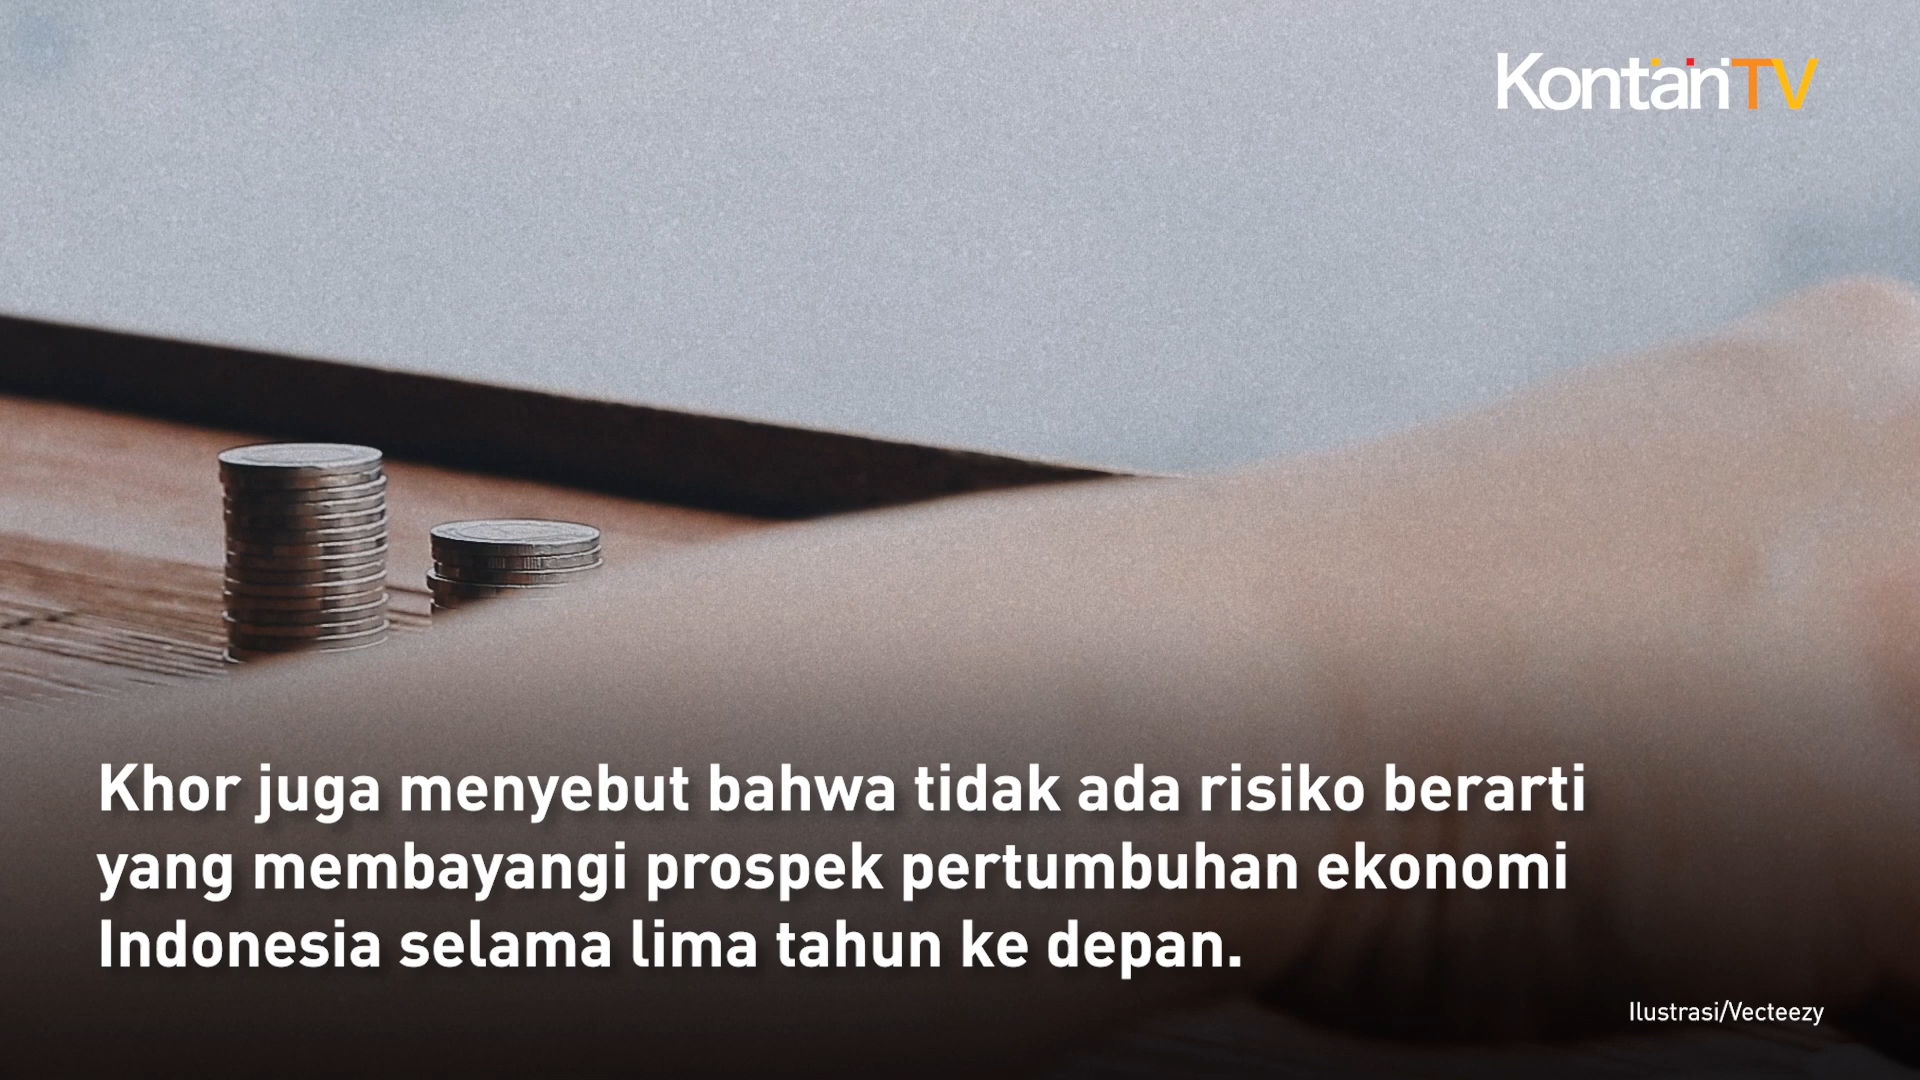 KontanTV
Khor juga menyebut bahwa tidak ada risiko berarti
yang membayangi prospek pertumbuhan ekonomi
Indonesia selama lima tahun ke depan.
Ilustrasi/Vecteezy